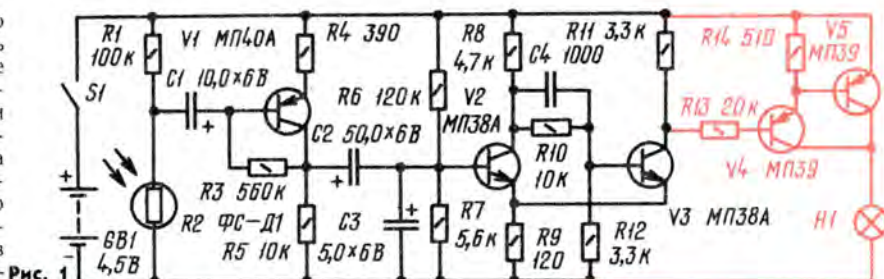 R1
100к
V1 МП40А
R4 390
R8
4,7к
C4
1000
R11 3,3к
R14 510
V5
МП39
S1
C1 10,0×6В
+
R6 120к
V2
МП38А
C2 50,0×6В
R13 20к
+
R3 560к
+
+
R10
10к
V4 МП39
ФС-Д1
R2
R5 10к
C3
5,0×6В
R7
5,6к
R9
120
R12
3,3к
V3 МП38А
H1
GB1
4,5В
-
Рис. 1